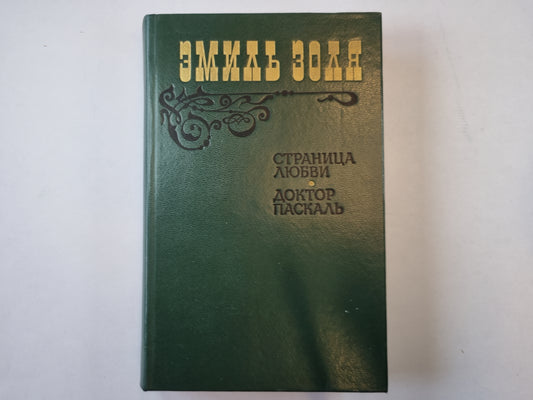 ЭМИЛЬ ЗОЛЯ
СТРАНИЦА
ЛЮБВИ
ДОКТОР
ПАСКАЛЬ